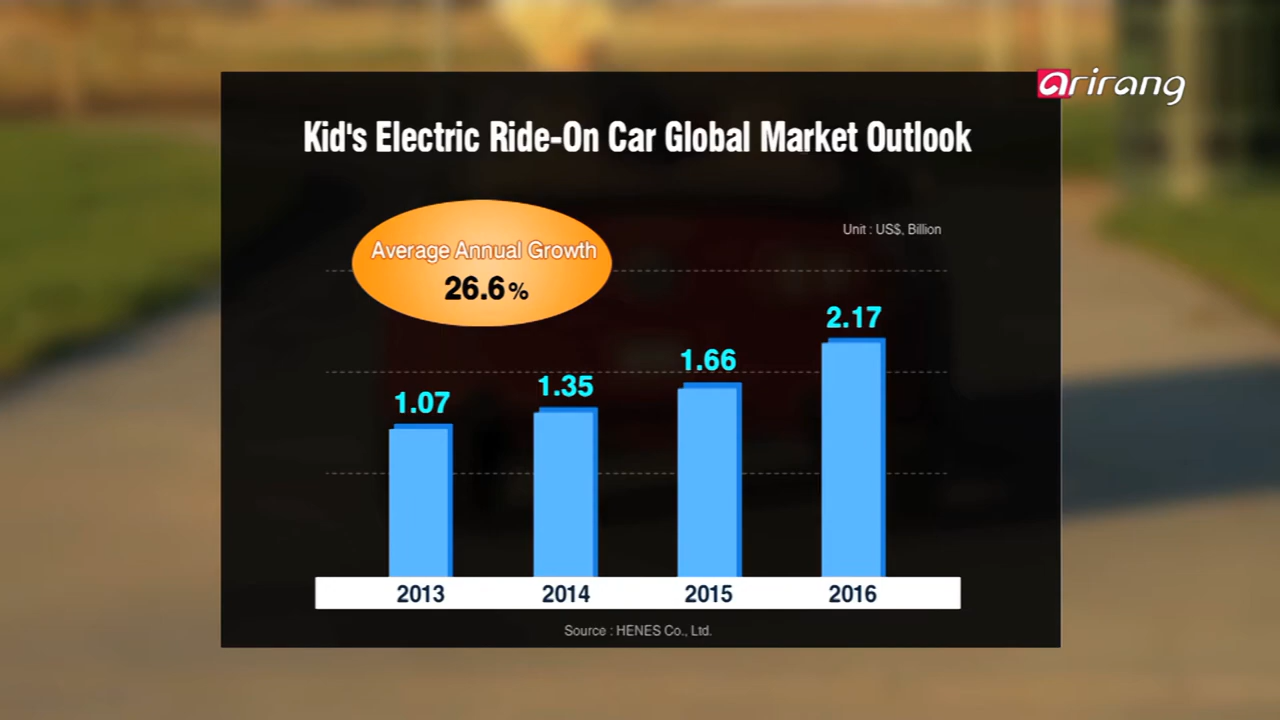 arirang
Kid's Electric Ride-On Car Global Market Outlook
Average Annual Growth
26.6%
Unit : US$, Billion
1.07
1.35
1.66
2.17
2013
2014
2015
2016
Source : HENES Co., Ltd.